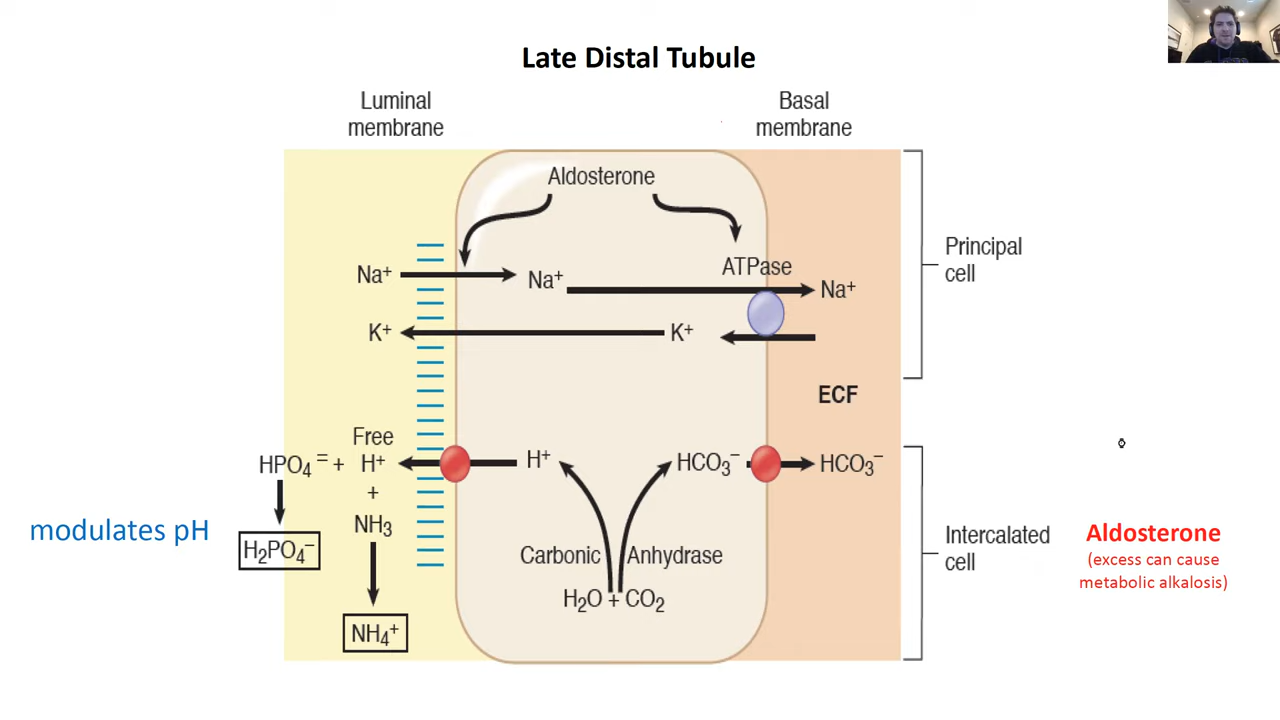 Late Distal Tubule
Luminal
membrane
Basal
membrane
Aldosterone
Na⁺
Na⁺
ATPase
Na⁺
K⁺
K⁺
Principal
cell
ECF
Free
HPO₄⁼ + H⁺
H⁺
HCO₃⁻
HCO₃⁻
+
NH₃
modulates pH
H₂PO₄⁻
NH₄⁺
Carbonic Anhydrase
H₂O + CO₂
Intercalated
cell
Aldosterone
(excess can cause
metabolic alkalosis)